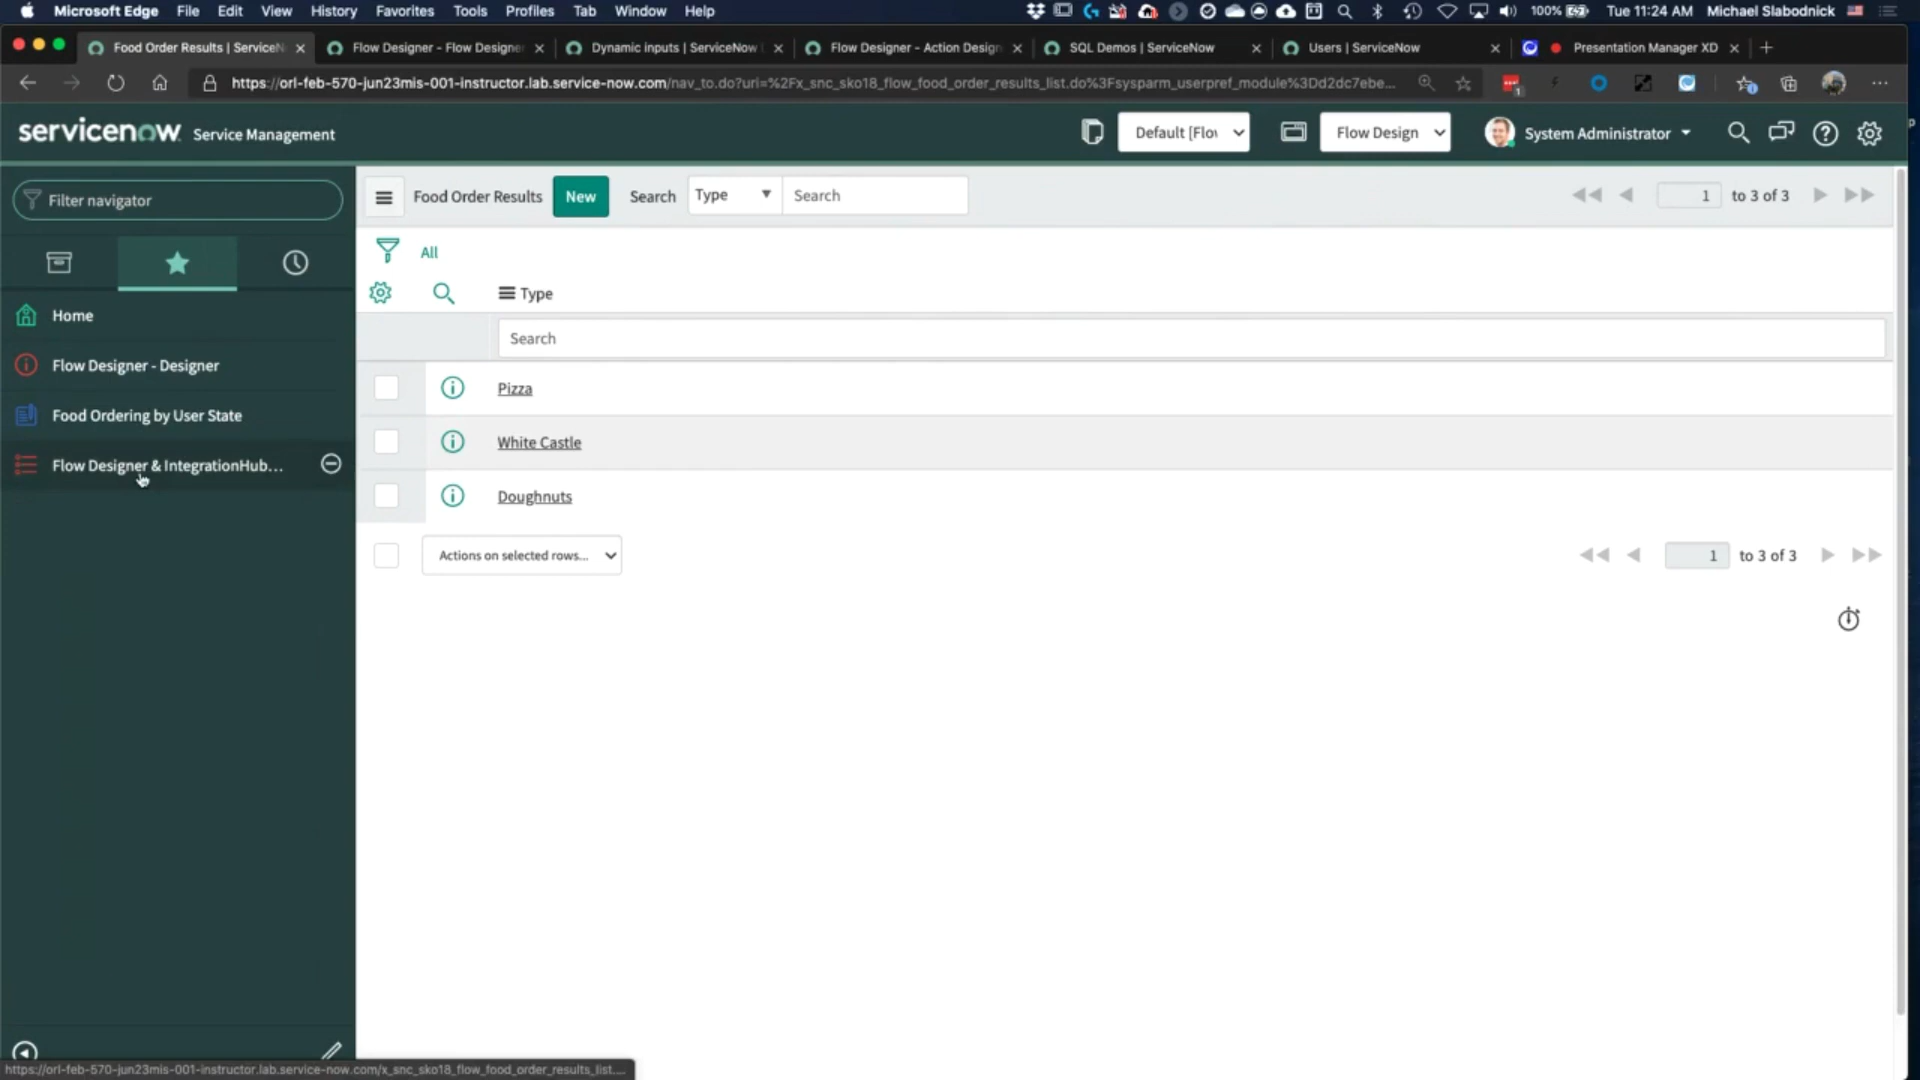 Microsoft Edge File Edit View History Favorites Tools Profiles Tab Window Help 100% Tue 11:24 AM Michael Slabodnick
Food Order Results | ServiceN Flow Designer - Flow Designer Dynamic inputs | ServiceNow Flow Designer - Action Design SQL Demos | ServiceNow Users | ServiceNow Presentation Manager XD
https://orl-feb-570-jun23mis-001-instructor.lab.service-now.com/nav_to.do?uri=%2Fx_snc_sko18_flow_food_order_results_list.do%3Fsysparm_userpref_module%3Dd2dc7ebe...
servicenow Service Management Default [Flo Flow Design System Administrator
Filter navigator
Food Order Results New Search Type Search 1 to 3 of 3
All
Type
Search
Home
Flow Designer - Designer
Food Ordering by User State
Flow Designer & IntegrationHub...
Pizza
White Castle
Doughnuts
Actions on selected rows... 1 to 3 of 3
https://orl-feb-570-jun23mis-001-instructor.lab.service-now.com/x_snc_sko18_flow_food_order_results_list....